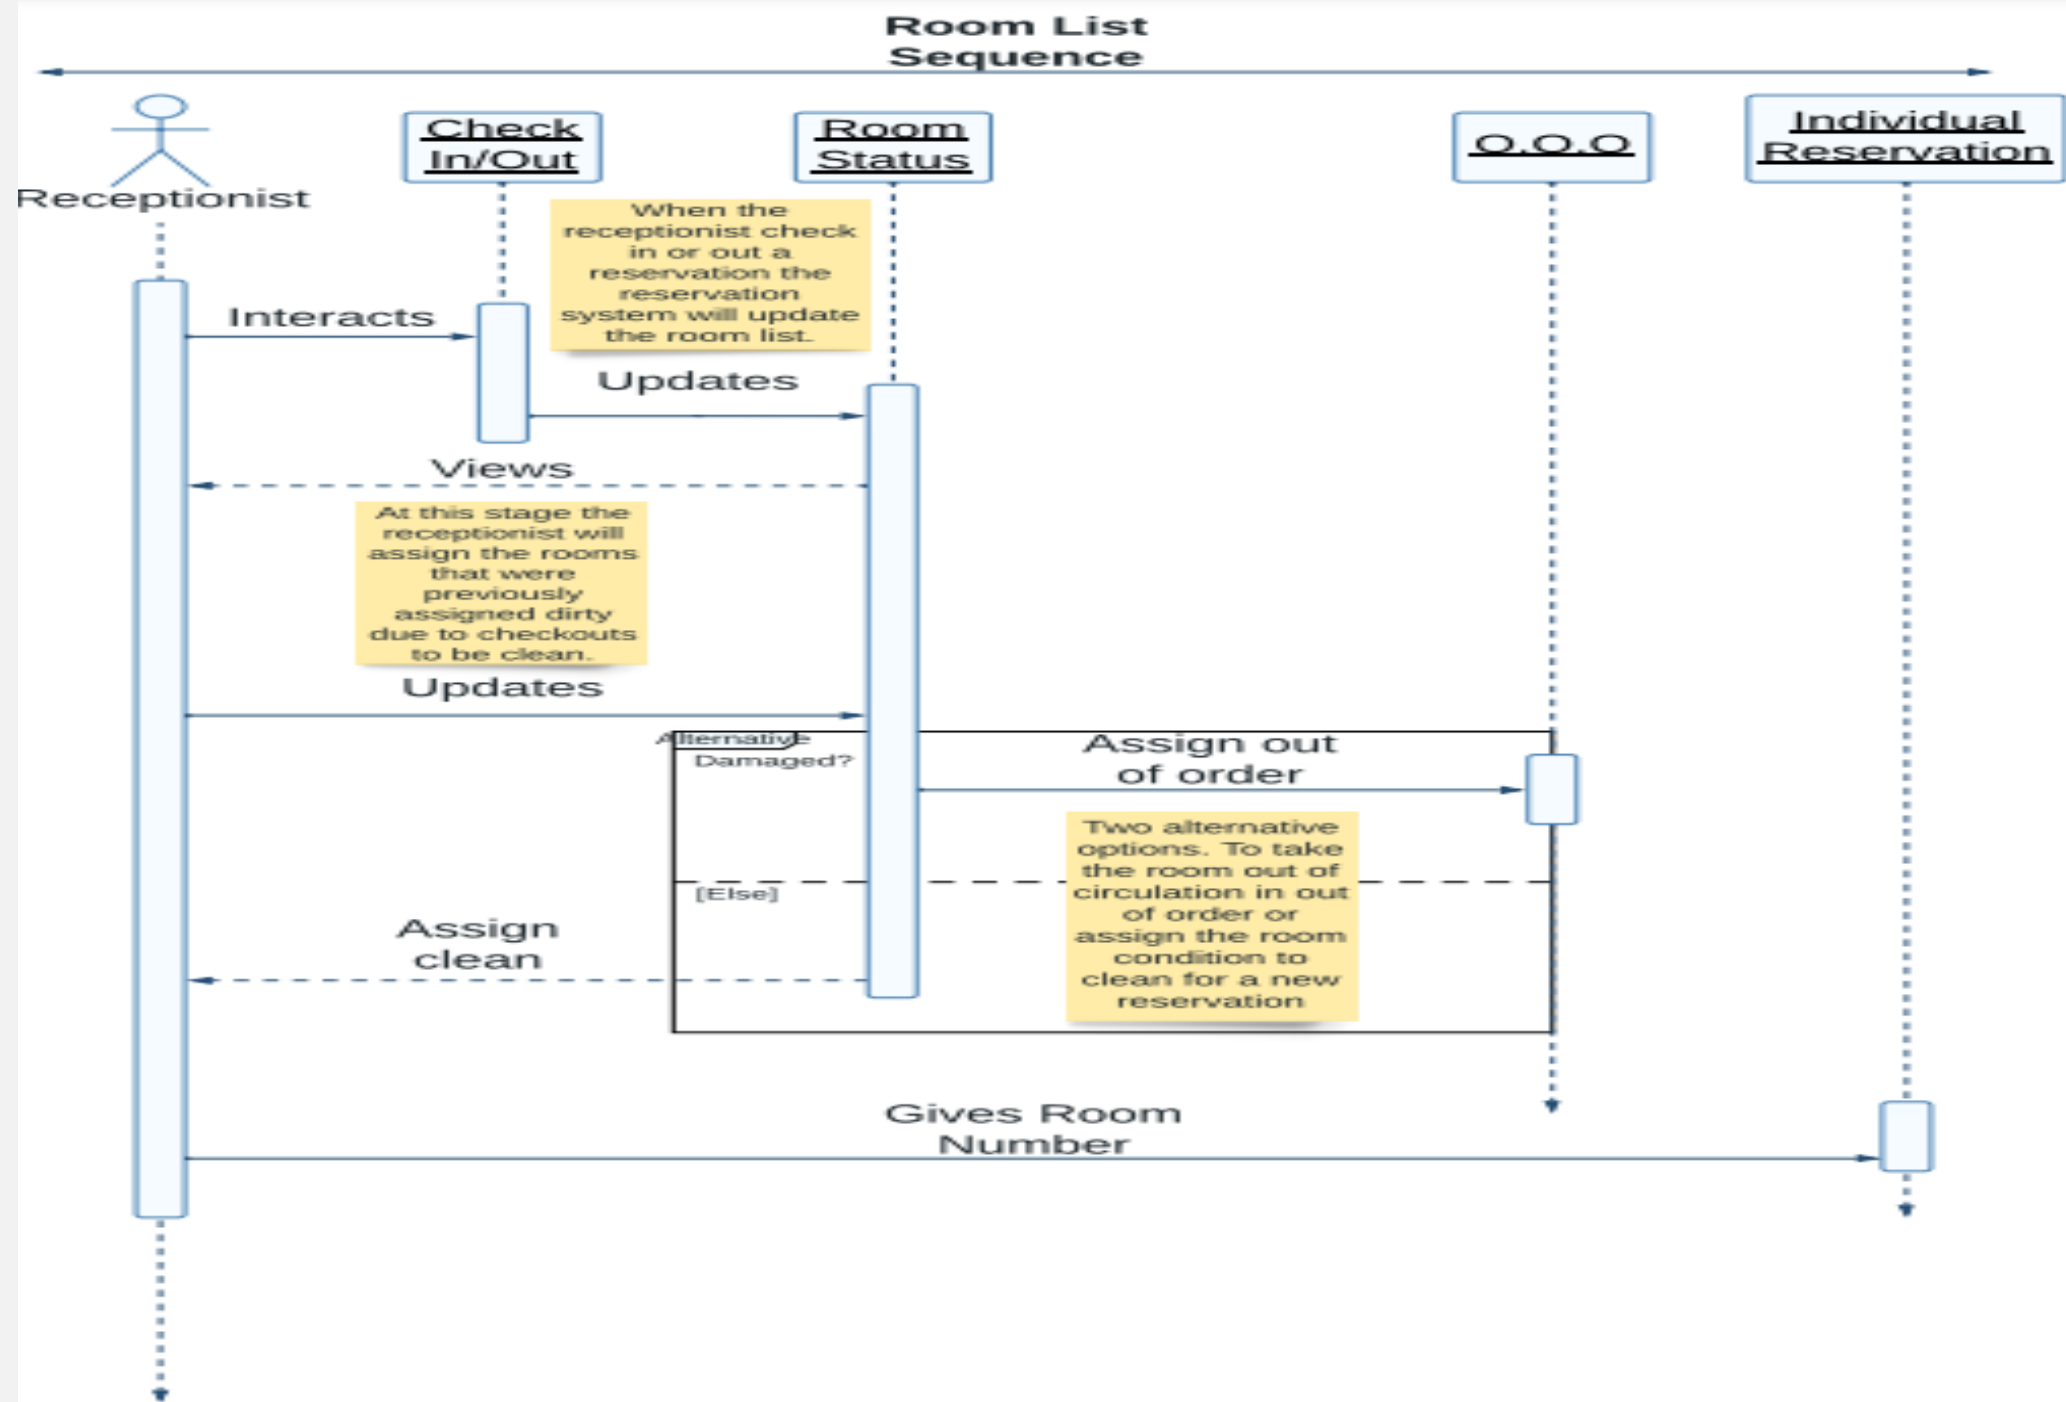 Room List
Sequence
Receptionist
Check
In/Out
Room
Status
O.O.O
Individual
Reservation
When the
receptionist check
in or out a
reservation the
reservation
system will update
the room list.
Interacts
Updates
Views
At this stage the
receptionist will
assign the rooms
that were
previously
assigned dirty
due to checkouts
to be clean.
Updates
Alternative
Damaged?
Assign out
of order
Two alternative
options. To take
the room out of
circulation in out
of order or
assign the room
condition to
clean for a new
reservation
[Else]
Assign
clean
Gives Room
Number